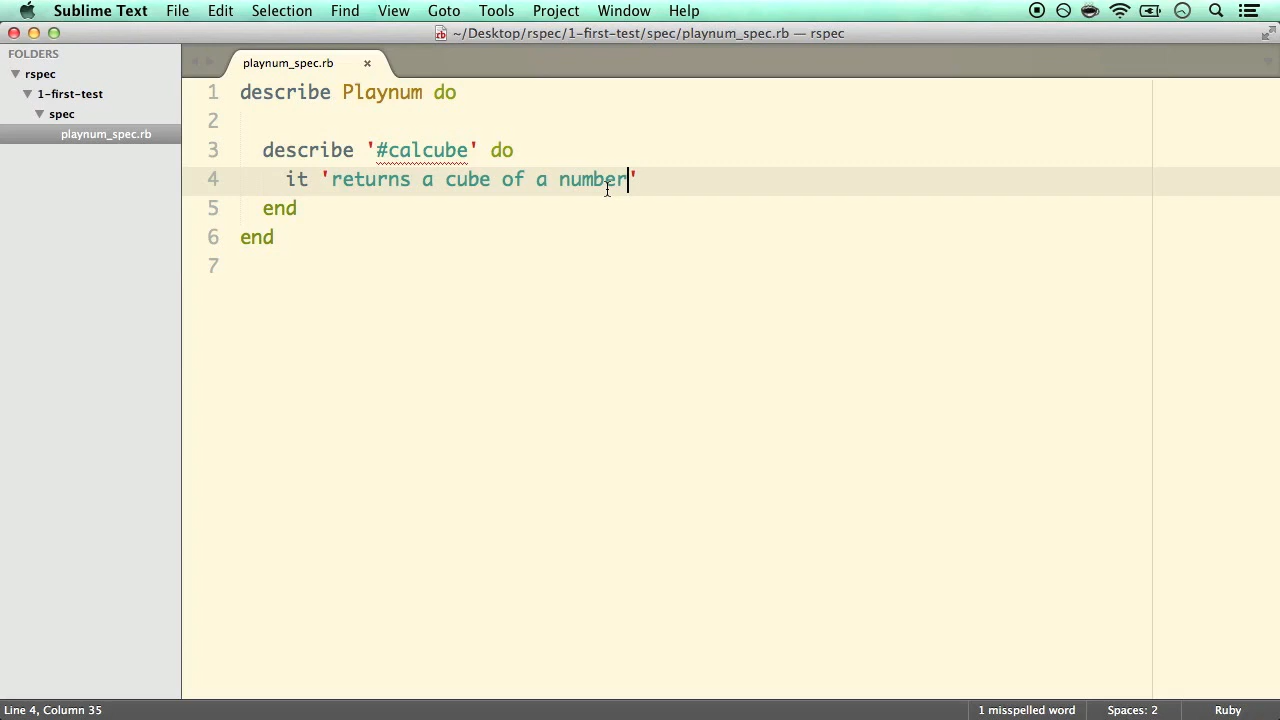 Sublime Text File Edit Selection Find View Goto Tools Project Window Help
~/Desktop/rspec/1-first-test/spec/playnum_spec.rb — rspec
FOLDERS
rspec
1-first-test
spec
playnum_spec.rb
playnum_spec.rb ×
1 describe Playnum do
2
3 describe '#calcube' do
4 it 'returns a cube of a number'
5 end
6 end
7
Line 4, Column 35 1 misspelled word Spaces: 2 Ruby